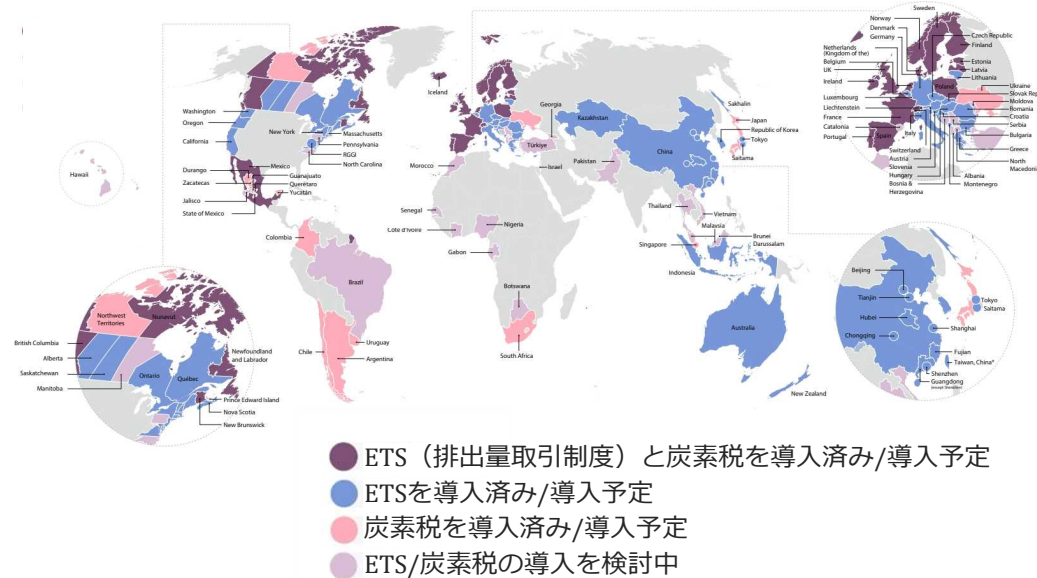 Sweden
Norway
Denmark
Germany
Czech Republic
Finland
Netherlands
(Kingdom of the)
Belgium
UK
Ireland
Estonia
Latvia
Lithuania
Poland
Ukraine
Slovak Rep
Moldova
Romania
Croatia
Serbia
Bulgaria
Greece
North
Macedoni
Albania
Montenegro
Luxembourg
Liechtenstein
France
Catalonia
Portugal
Spain
Italy
Switzerland
Austria
Slovenia
Hungary
Bosnia &
Herzegovina
Iceland
Washington
Oregon
California
New York
Massachusetts
Pennsylvania
RGGI
North Carolina
Hawaii
Durango
Zacatecas
Jalisco
State of Mexico
Mexico
Guanajuato
Querétaro
Yucatán
Georgia
Kazakhstan
Sakhalin
Japan
Republic of Korea
Tokyo
Saitama
China
Türkiye
Morocco
Israel
Pakistan
Senegal
Cote d'Ivoire
Nigeria
Gabon
Thailand
Vietnam
Malaysia
Brunei
Darussalam
Singapore
Indonesia
Colombia
Brazil
Chile
Uruguay
Argentina
Botswana
South Africa
Australia
New Zealand
Northwest
Territories
Nunavut
British Columbia
Alberta
Saskatchewan
Manitoba
Ontario
Québec
Newfoundland
and Labrador
Prince Edward Island
Nova Scotia
New Brunswick
Beijing
Tianjin
Hubei
Chongqing
Tokyo
Saitama
Shanghai
Fujian
Taiwan, China*
Shenzhen
Guangdong
(except Shenzhen)
ETS（排出量取引制度）と炭素税を導入済み/導入予定
ETSを導入済み/導入予定
炭素税を導入済み/導入予定
ETS/炭素税の導入を検討中